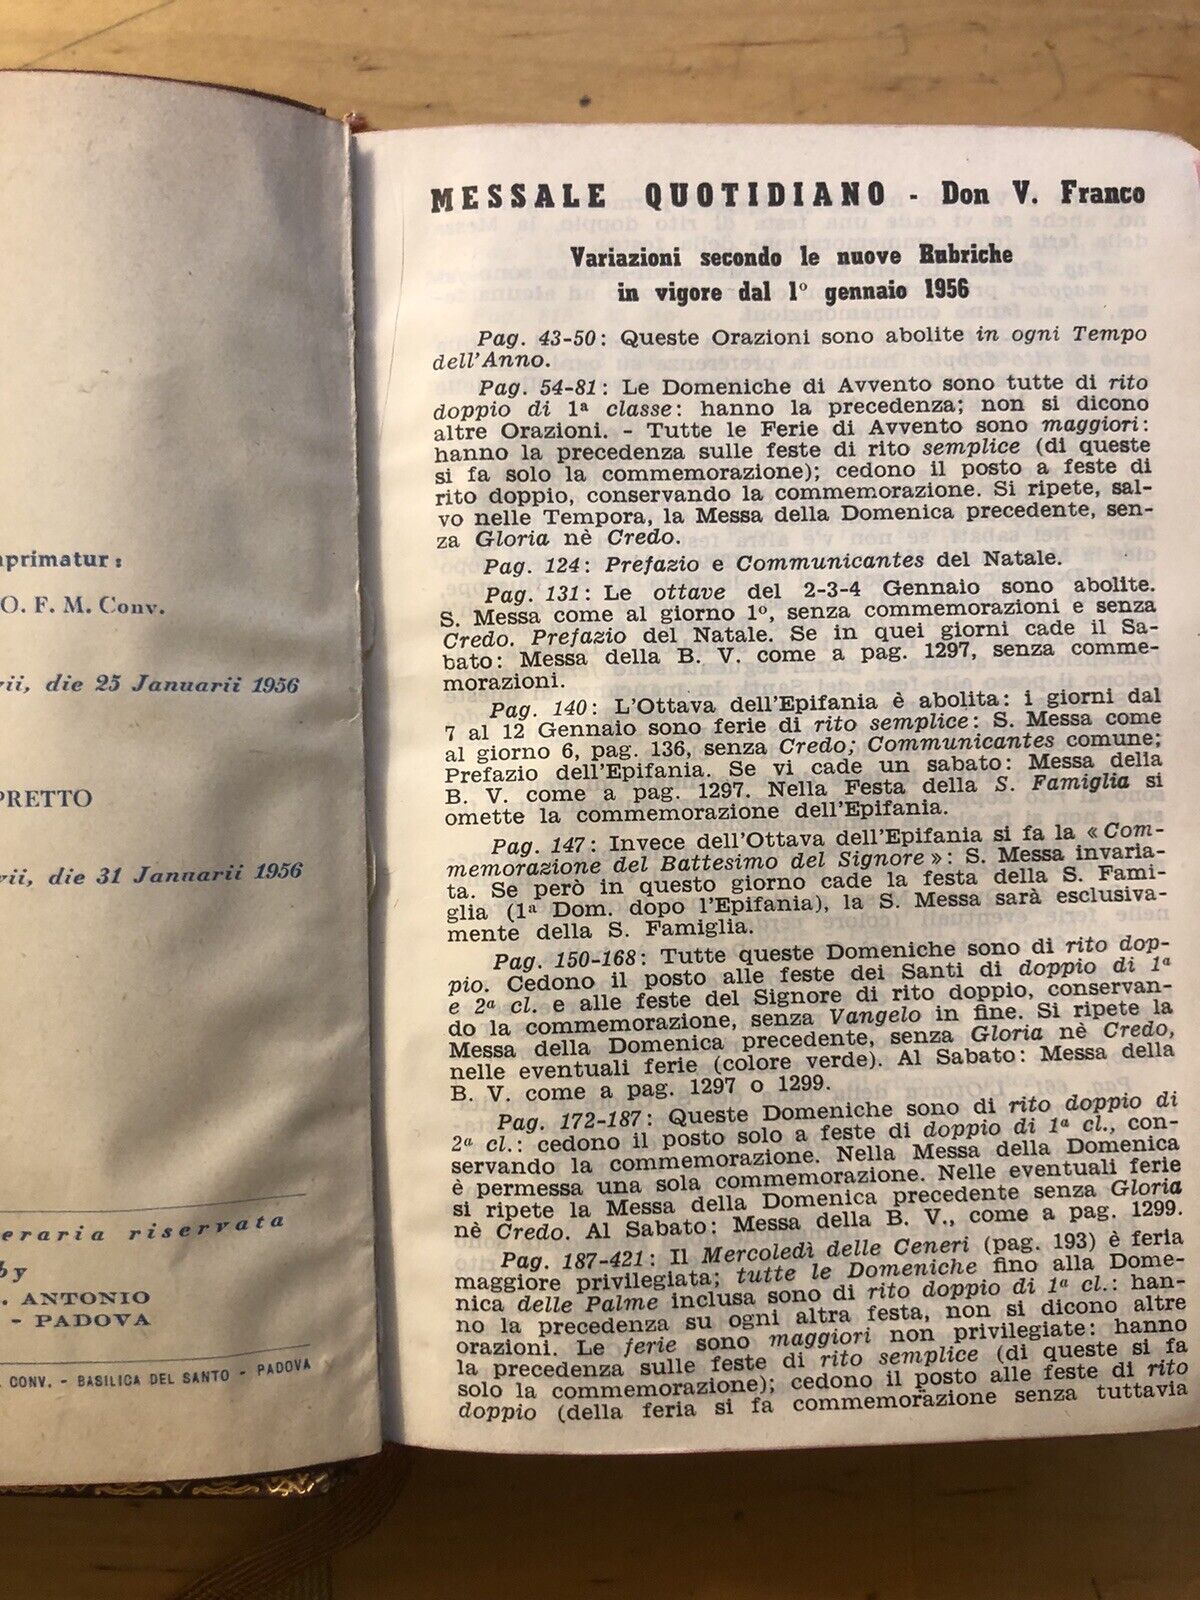 mprimatur:
O. F. M. Conv.
vii, die 25 Januarii 1956
PRETTO
vii, die 31 Jannarii 1956
eraria riservata
by
. ANTONIO
- PADOVA
CONV. - BASILICA DEL SANTO - PADOVA
MESSALE QUOTIDIANO - Don V. Franco
Variazioni secondo le nuove Rubriche
in vigore dal 1º gennaio 1956
Pag. 43-50: Queste Orazioni sono abolite in ogni Tempo
dell'Anno.
Pag. 54-81: Le Domeniche di Avvento sono tutte di rito
doppio di 1ª classe: hanno la precedenza; non si dicono
altre Orazioni. - Tutte le Ferie di Avvento sono maggiori:
hanno la precedenza sulle feste di rito semplice (di queste
si fa solo la commemorazione); cedono il posto a feste di
rito doppio, conservando la commemorazione. Si ripete, sal-
vo nelle Tempora, la Messa della Domenica precedente, sen-
za Gloria nè Credo.
Pag. 124: Prefazio e Communicantes del Natale.
Pag. 131: Le ottave del 2-3-4 Gennaio sono abolite.
S. Messa come al giorno 1º, senza commemorazioni e senza
Credo. Prefazio del Natale. Se in quei giorni cade il Sa-
bato: Messa della B. V. come a pag. 1297, senza comme-
morazioni.
Pag. 140: L'Ottava dell'Epifania è abolita: i giorni dal
7 al 12 Gennaio sono ferie di rito semplice: S. Messa come
al giorno 6, pag. 136, senza Credo; Communicantes comune;
Prefazio dell'Epifania. Se vi cade un sabato: Messa della
B. V. come a pag. 1297. Nella Festa della S. Famiglia si
omette la commemorazione dell'Epifania.
Pag. 147: Invece dell'Ottava dell'Epifania si fa la «Com-
memorazione del Battesimo del Signore»: S. Messa invaria-
ta. Se però in questo giorno cade la festa della S. Fami-
glia (1ª Dom. dopo l'Epifania), la S. Messa sarà esclusiva-
mente della S. Famiglia.
Pag. 150-168: Tutte queste Domeniche sono di rito dop-
pio. Cedono il posto alle feste dei Santi di doppio di 1ª
e 2ª cl. e alle feste del Signore di rito doppio, conservan-
do la commemorazione, senza Vangelo in fine. Si ripete la
Messa della Domenica precedente, senza Gloria nè Credo,
nelle eventuali ferie (colore verde). Al Sabato: Messa della
B. V. come a pag. 1297 o 1299.
Pag. 172-187: Queste Domeniche sono di rito doppio di
2ª cl.: cedono il posto solo a feste di doppio di 1ª cl., con-
servando la commemorazione. Nella Messa della Domenica
è permessa una sola commemorazione. Nelle eventuali ferie
si ripete la Messa della Domenica precedente senza Gloria
nè Credo. Al Sabato: Messa della B. V., come a pag. 1299.
Pag. 187-421: Il Mercoledì delle Ceneri (pag. 193) è feria
maggiore privilegiata; tutte le Domeniche fino alla Dome-
nica delle Palme inclusa sono di rito doppio di 1ª cl.: han-
no la precedenza su ogni altra festa, non si dicono altre
orazioni. Le ferie sono maggiori non privilegiate: hanno
la precedenza sulle feste di rito semplice (di queste si fa
solo la commemorazione); cedono il posto alle feste di rito
doppio (della feria si fa commemorazione senza tuttavia